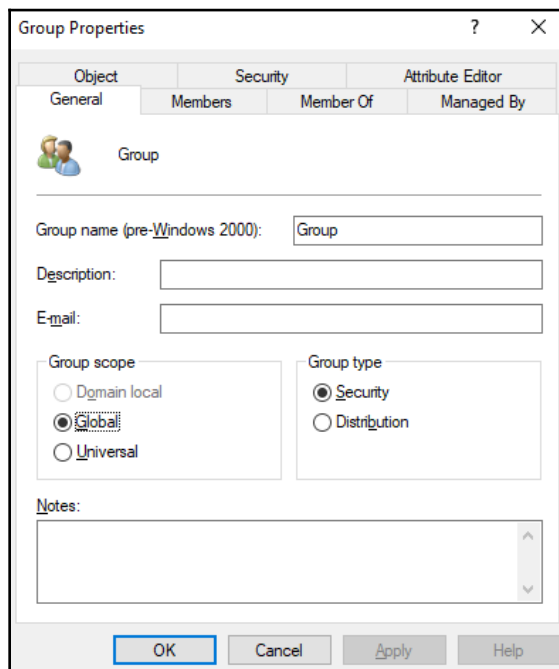 Group Properties ? ×
Object Security Attribute Editor
General Members Member Of Managed By
Group
Group name (pre-Windows 2000): Group
Description:
E-mail:
Group scope Group type
Domain local Security
Global Distribution
Universal
Notes:
OK Cancel Apply Help